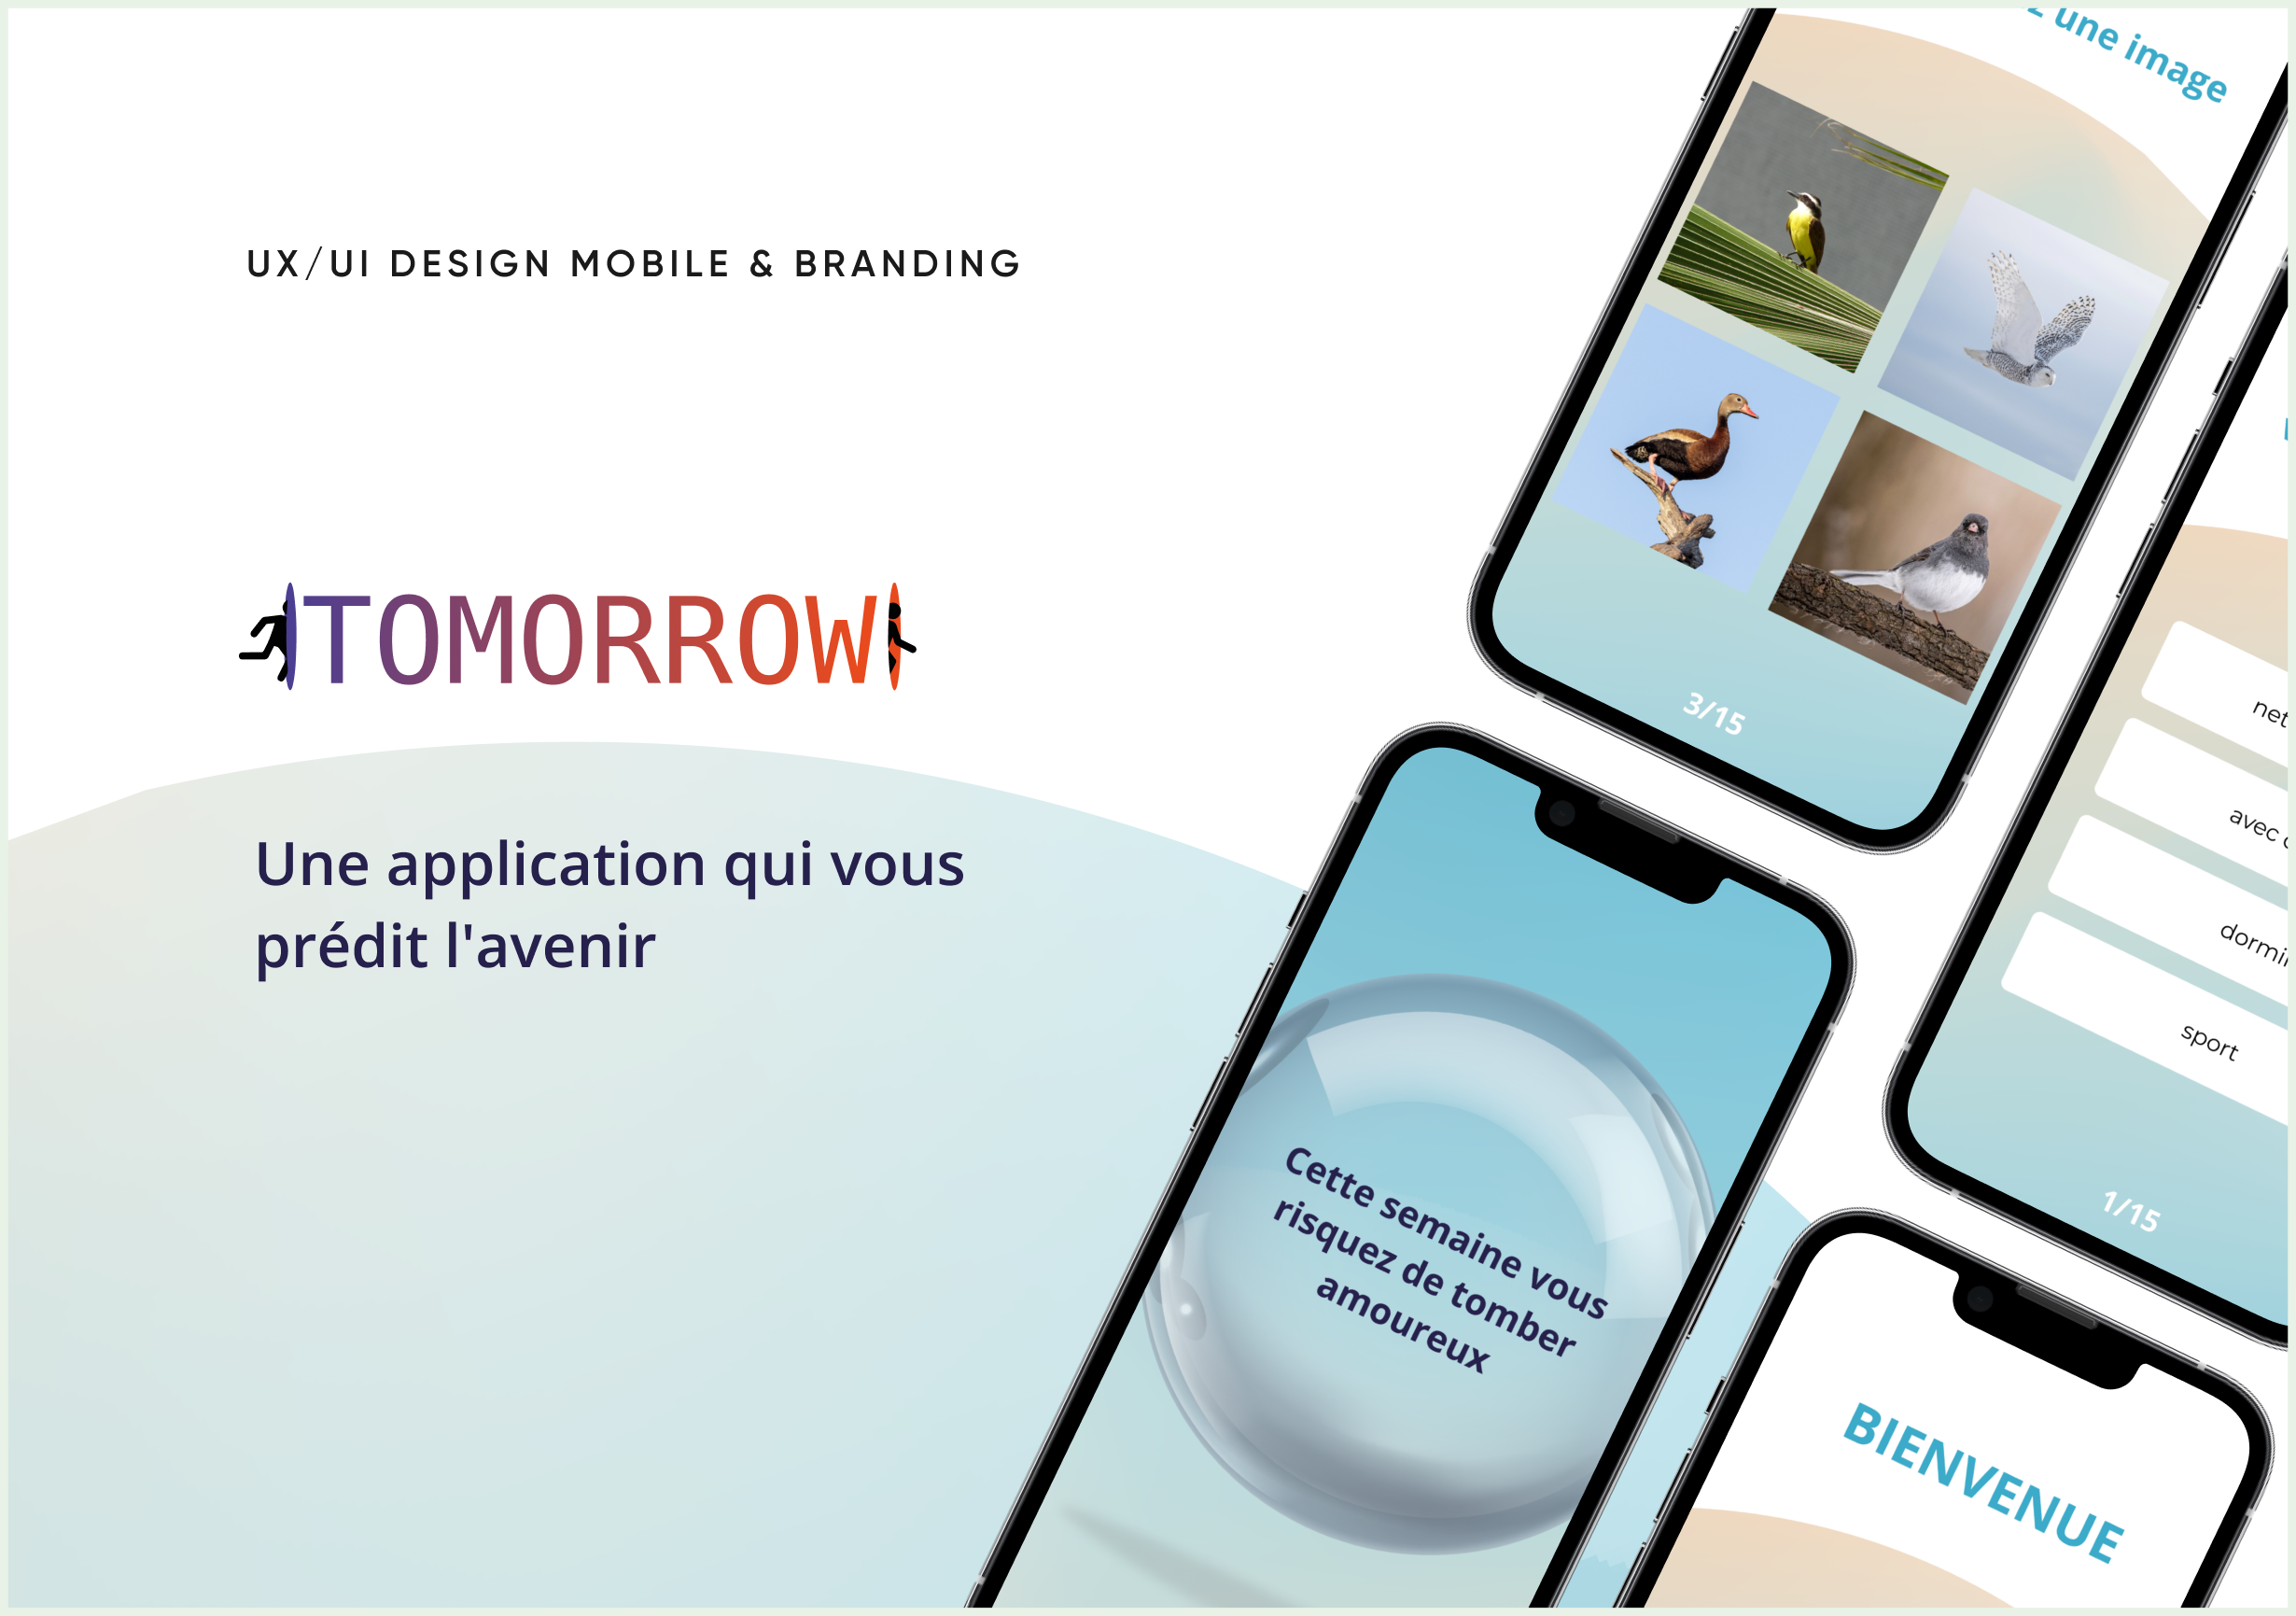 UX/UI DESIGN MOBILE & BRANDING
TOMORROW
Une application qui vous
prédit l'avenir
une image
3/15
avec
sport
1/15
Cette semaine vous
risquez de tomber
amoureux
BIENVENUE